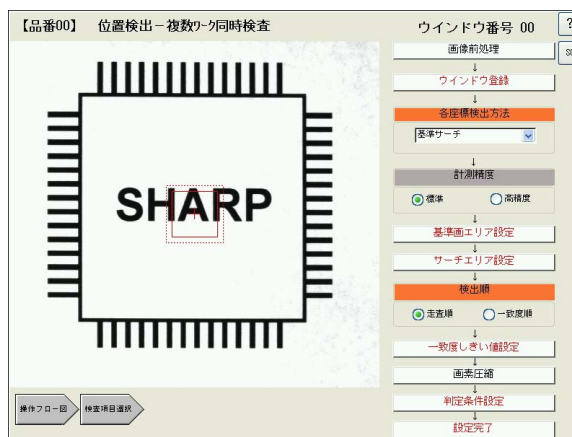 【品番00】 位置検出－複数ワーク同時検査
ウインドウ番号 00
?
画像前処理
↓
ウインドウ登録
↓
各座標検出方法
基準サーチ
↓
計測精度
標準 高精度
↓
基準画エリア設定
↓
サーチエリア設定
↓
検出順
走査順 一致度順
↓
一致度しきい値設定
↓
画素圧縮
↓
判定条件設定
↓
設定完了
SHARP
操作フロー図 検査項目選択